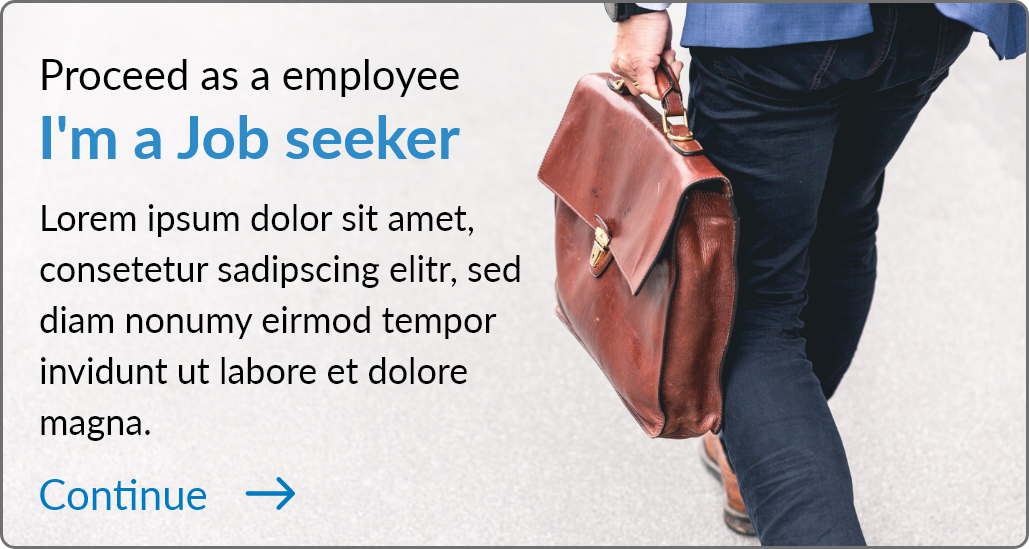 Proceed as a employee
I'm a Job seeker
Lorem ipsum dolor sit amet,
consetetur sadipscing elitr, sed
diam nonumy eirmod tempor
invidunt ut labore et dolore
magna.
Continue →